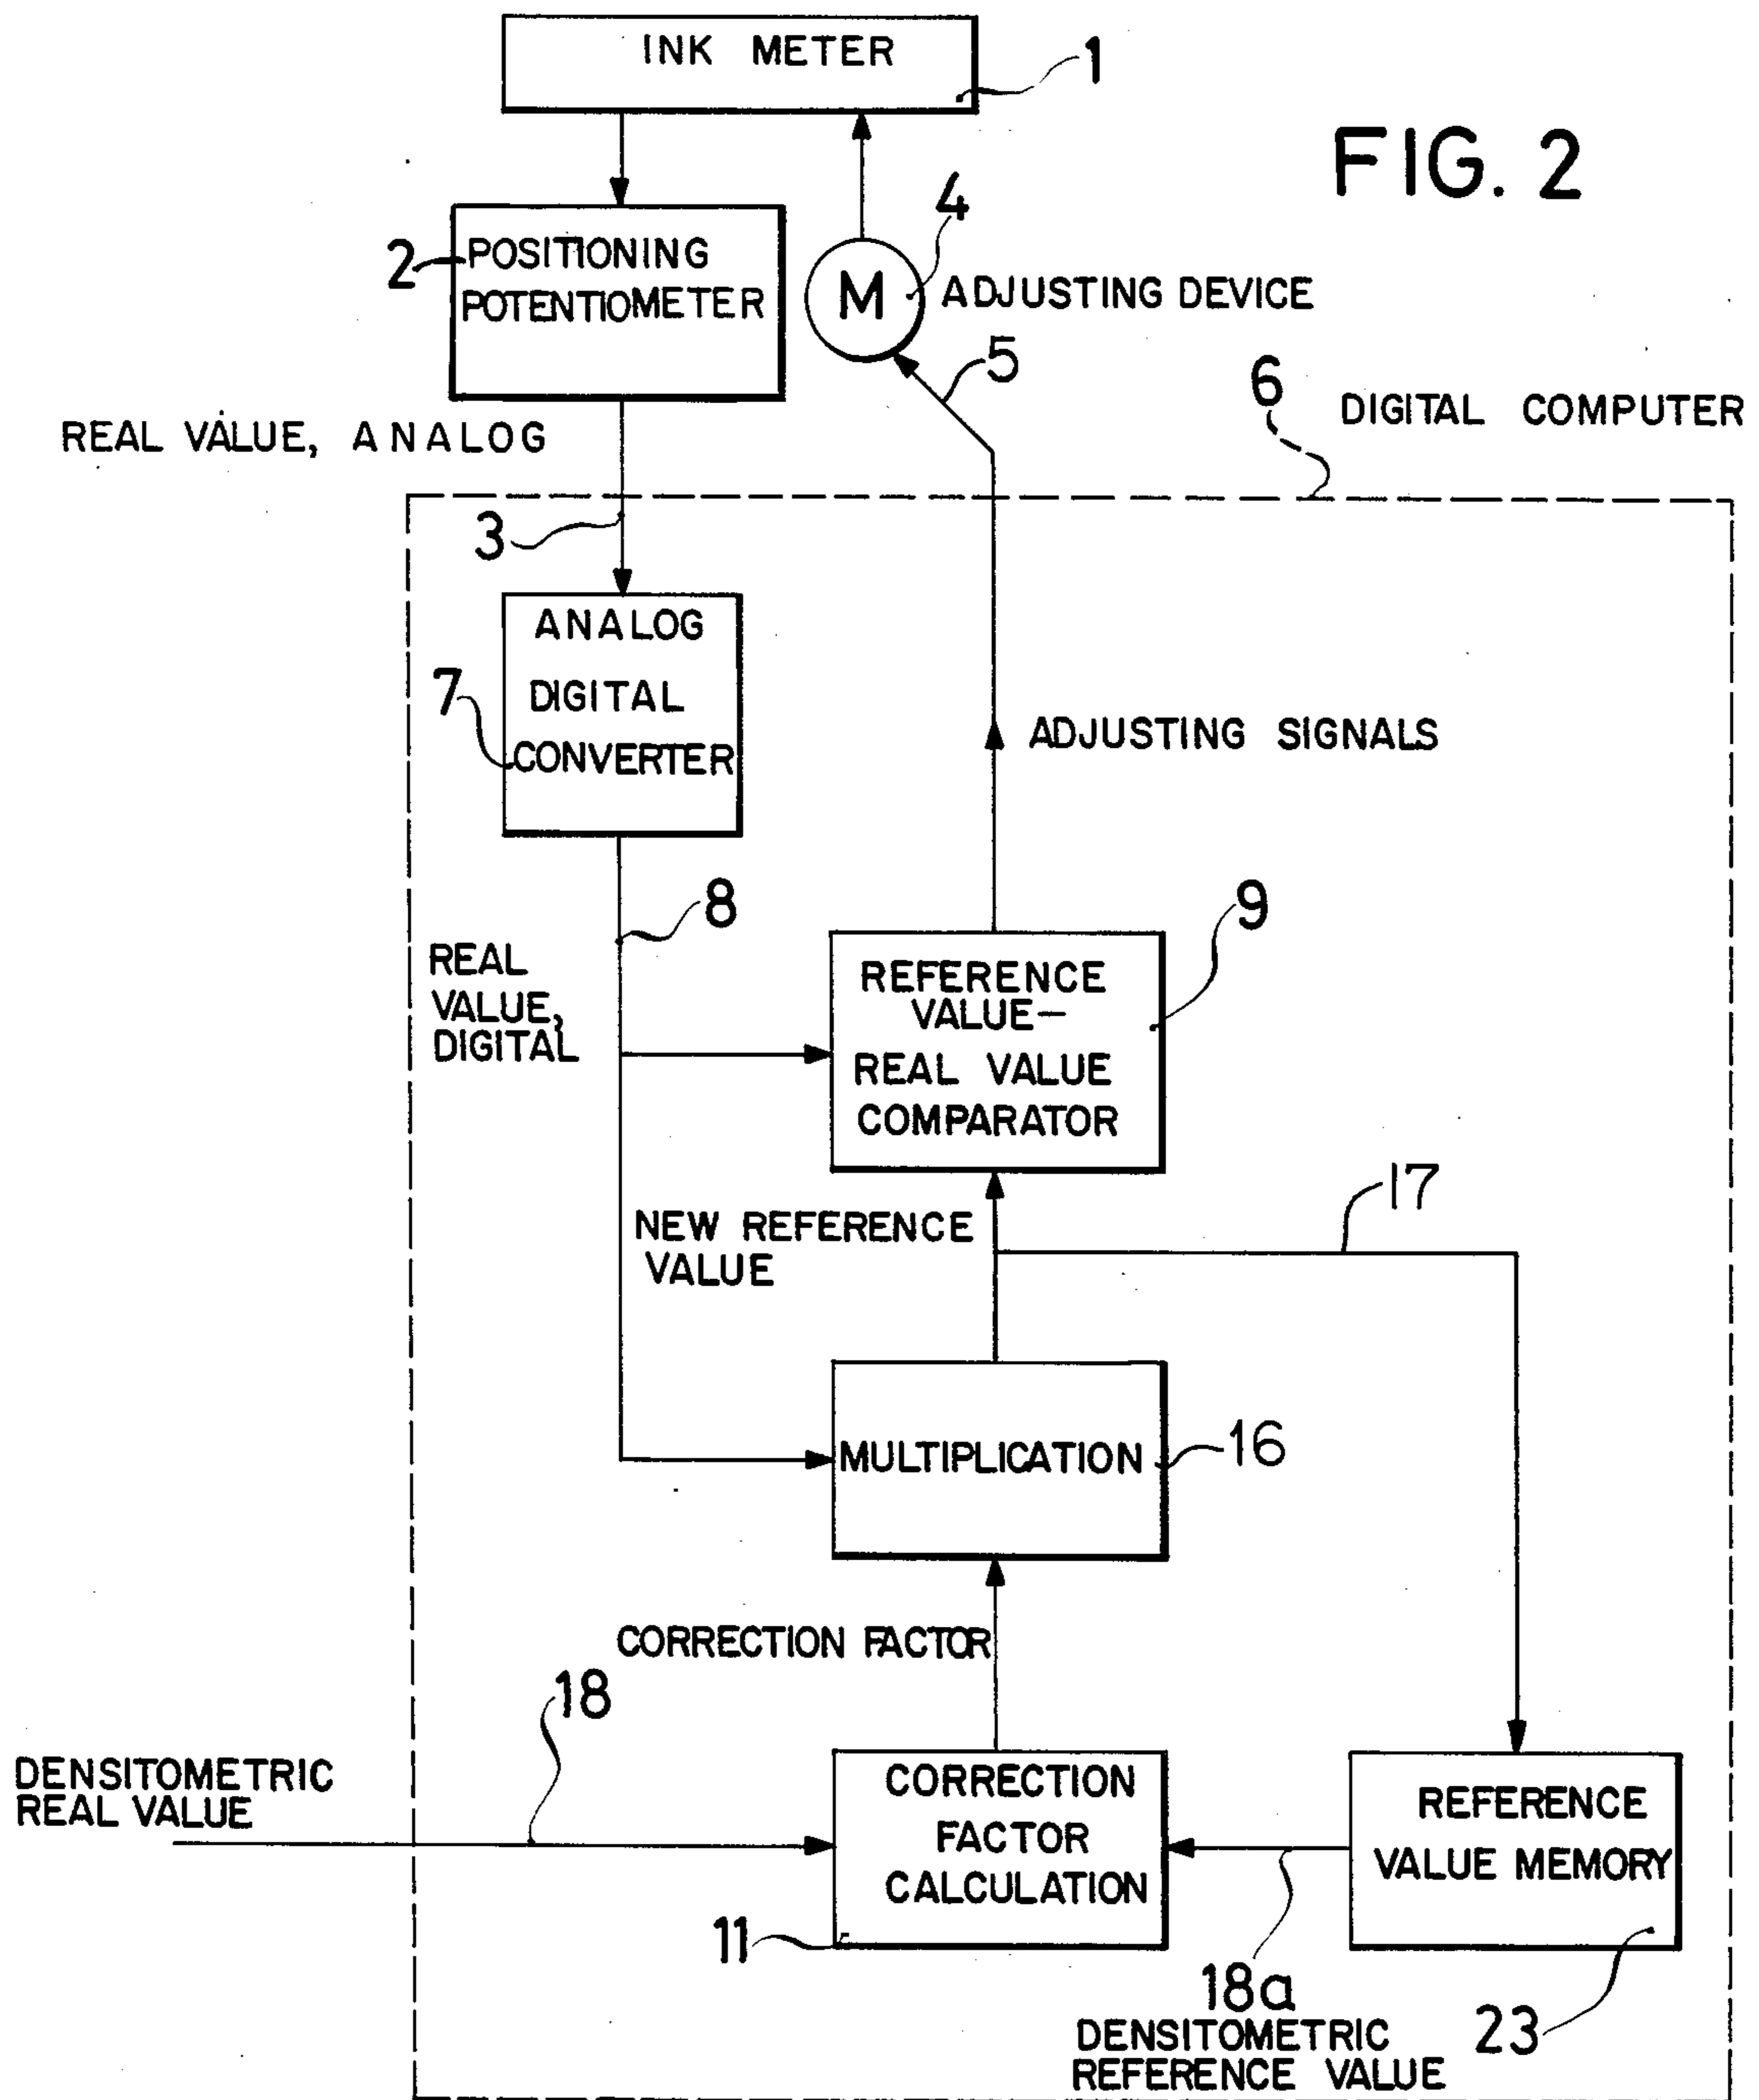 INK METER
1
FIG. 2
4
2
POSITIONING
POTENTIOMETER
M
ADJUSTING DEVICE
5
6
DIGITAL COMPUTER
REAL VALUE, ANALOG
3
ANALOG
DIGITAL
CONVERTER
7
ADJUSTING SIGNALS
8
9
REAL
VALUE,
DIGITAL
REFERENCE
VALUE—
REAL VALUE
COMPARATOR
17
NEW REFERENCE
VALUE
MULTIPLICATION
16
CORRECTION FACTOR
18
DENSITOMETRIC
REAL VALUE
CORRECTION
FACTOR
CALCULATION
REFERENCE
VALUE MEMORY
11
18a
23
DENSITOMETRIC
REFERENCE VALUE